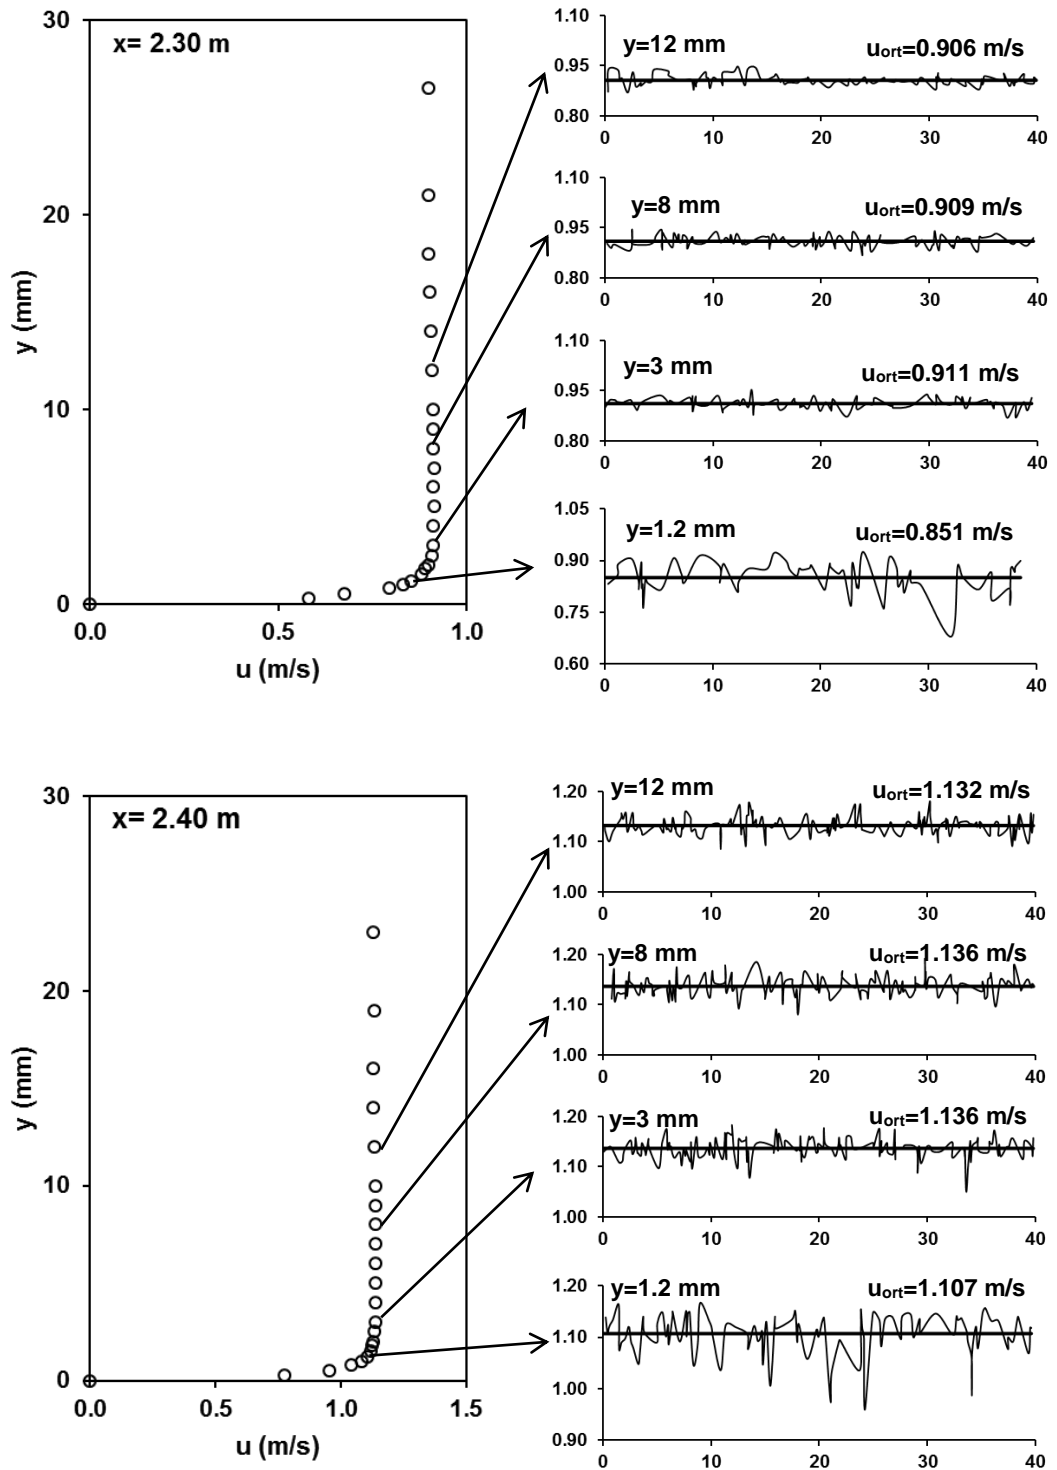 x= 2.30 m
30
20
10
0
y (mm)
0.0 0.5 1.0
u (m/s)
y=12 mm uort=0.906 m/s
1.10
0.95
0.80
0 10 20 30 40
y=8 mm uort=0.909 m/s
1.10
0.95
0.80
0 10 20 30 40
y=3 mm uort=0.911 m/s
1.10
0.95
0.80
0 10 20 30 40
y=1.2 mm uort=0.851 m/s
1.05
0.90
0.75
0.60
0 10 20 30 40
x= 2.40 m
30
20
10
0
y (mm)
0.0 0.5 1.0 1.5
u (m/s)
y=12 mm uort=1.132 m/s
1.20
1.10
1.00
0 10 20 30 40
y=8 mm uort=1.136 m/s
1.20
1.10
1.00
0 10 20 30 40
y=3 mm uort=1.136 m/s
1.20
1.10
1.00
0 10 20 30 40
y=1.2 mm uort=1.107 m/s
1.20
1.10
1.00
0.90
0 10 20 30 40